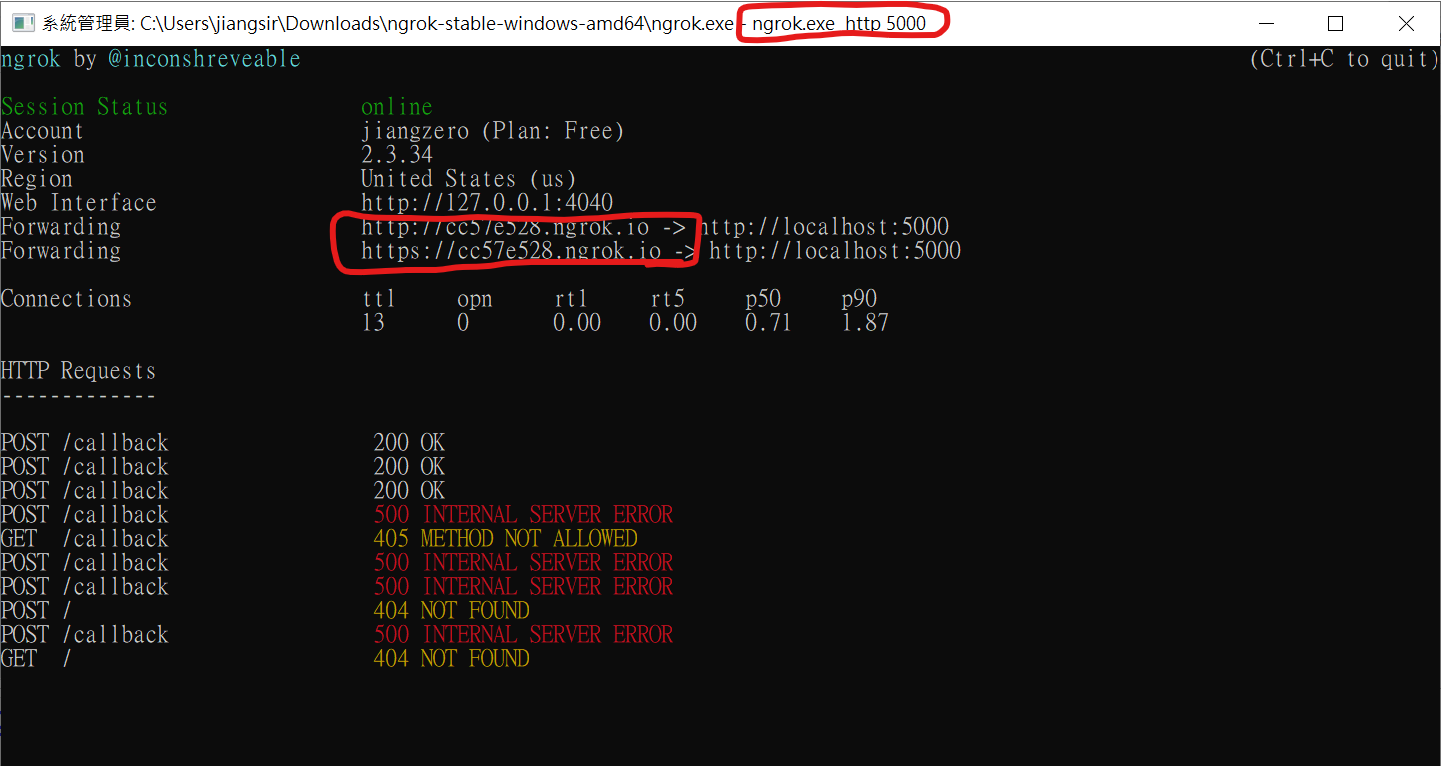 系統管理員: C:\Users\jiangsir\Downloads\ngrok-stable-windows-amd64\ngrok.exe - ngrok.exe http 5000
ngrok by @inconshreveable (Ctrl+C to quit)
Session Status online
Account jiangzero (Plan: Free)
Version 2.3.34
Region United States (us)
Web Interface http://127.0.0.1:4040
Forwarding http://cc57e528.ngrok.io -> http://localhost:5000
Forwarding https://cc57e528.ngrok.io -> http://localhost:5000
Connections ttl opn rt1 rt5 p50 p90
13 0 0.00 0.00 0.71 1.87
HTTP Requests
-------------
POST /callback 200 OK
POST /callback 200 OK
POST /callback 200 OK
POST /callback 500 INTERNAL SERVER ERROR
GET /callback 405 METHOD NOT ALLOWED
POST /callback 500 INTERNAL SERVER ERROR
POST /callback 500 INTERNAL SERVER ERROR
POST / 404 NOT FOUND
POST /callback 500 INTERNAL SERVER ERROR
GET / 404 NOT FOUND